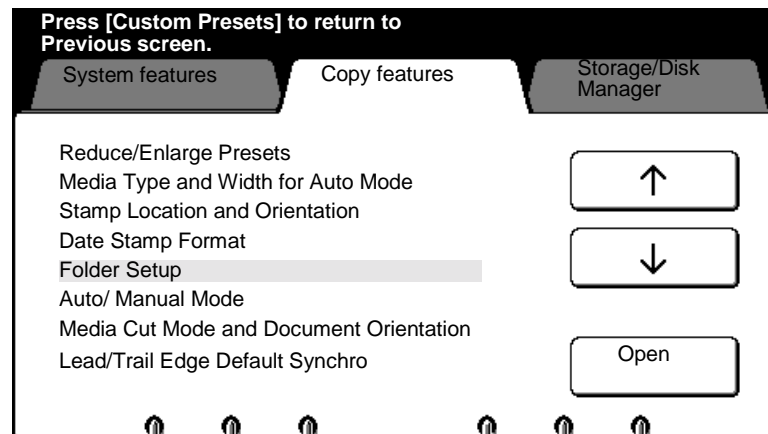 Press [Custom Presets] to return to
Previous screen.
System features
Copy features
Storage/Disk
Manager
Reduce/Enlarge Presets
Media Type and Width for Auto Mode
Stamp Location and Orientation
Date Stamp Format
Folder Setup
Auto/ Manual Mode
Media Cut Mode and Document Orientation
Lead/Trail Edge Default Synchro
Open